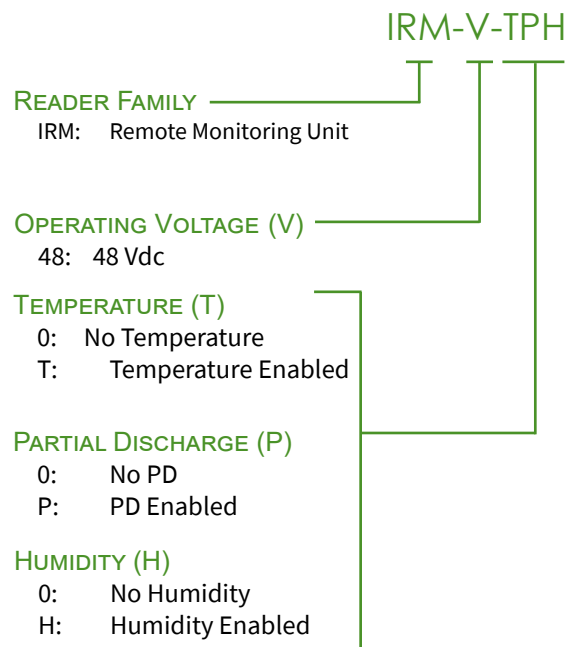 IRM-V-TPH
READER FAMILY
IRM: Remote Monitoring Unit
OPERATING VOLTAGE (V)
48: 48 Vdc
TEMPERATURE (T)
0: No Temperature
T: Temperature Enabled
PARTIAL DISCHARGE (P)
0: No PD
P: PD Enabled
HUMIDITY (H)
0: No Humidity
H: Humidity Enabled